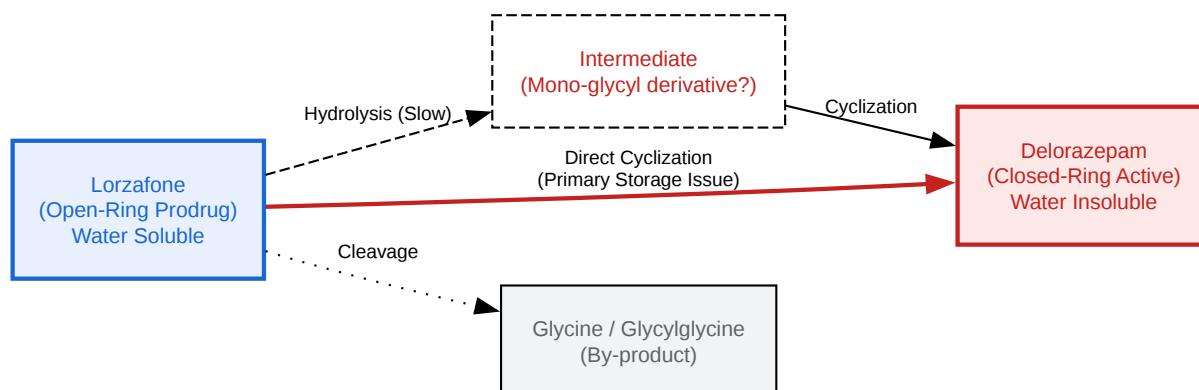 Intermediate
(Mono-glycyl derivative?)
Hydrolysis (Slow)
Cyclization
Lorzafone
(Open-Ring Prodrug)
Water Soluble
Direct Cyclization
(Primary Storage Issue)
Delorazepam
(Closed-Ring Active)
Water Insoluble
Cleavage
Glycine / Glycylglycine
(By-product)